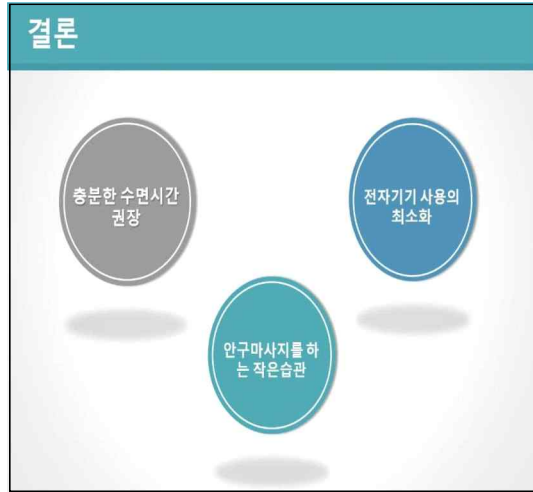 결론
충분한 수면시간
권장
전자기기 사용의
최소화
안구마사지를 하
는 작은습관